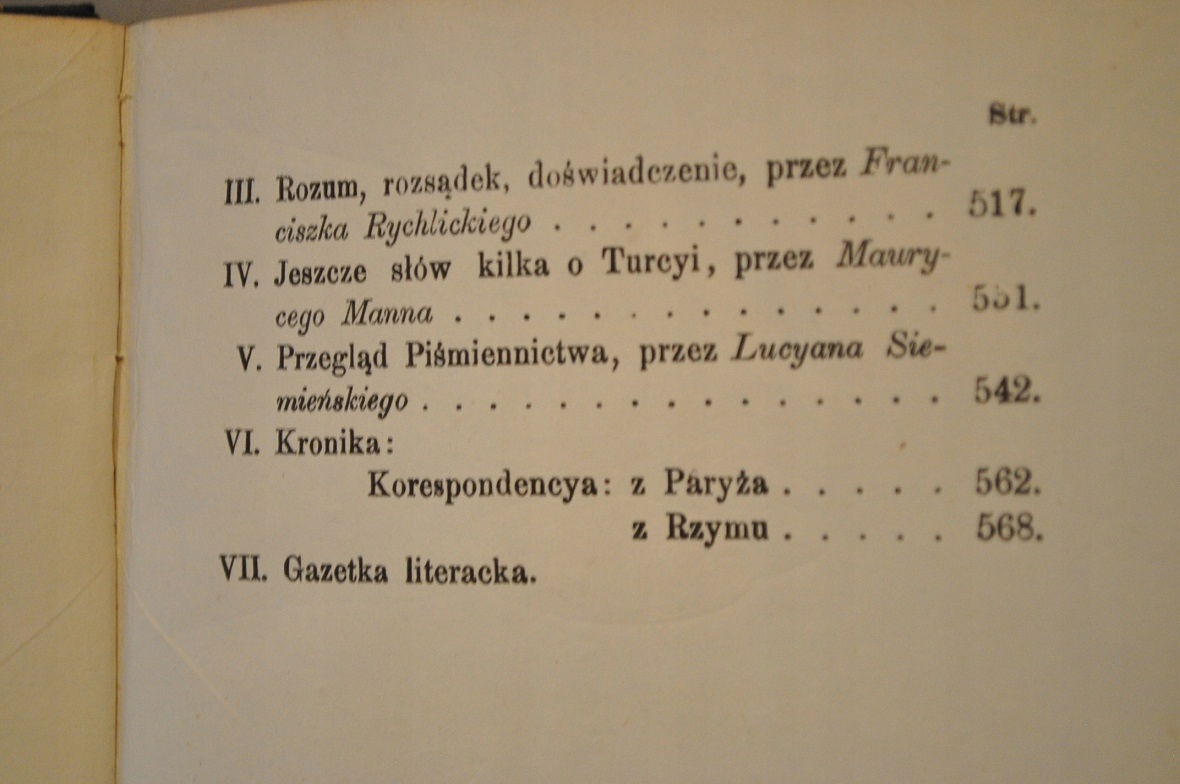 Str.
III. Rozum, rozsądek, doświadczenie, przez Fran-
ciszka Rychlickiego . . . . . . . . . . . 517.
IV. Jeszcze słów kilka o Turcyi, przez Maury-
cego Manna . . . . . . . . . . . . . . .
V. Przegląd Piśmiennictwa, przez Lucyana Sie-
mieńskiego . . . . . . . . . . . . . . . . 542.
VI. Kronika:
Korespondencya: z Paryża . . . . . 562.
z Rzymu . . . . . 568.
VII. Gazetka literacka.